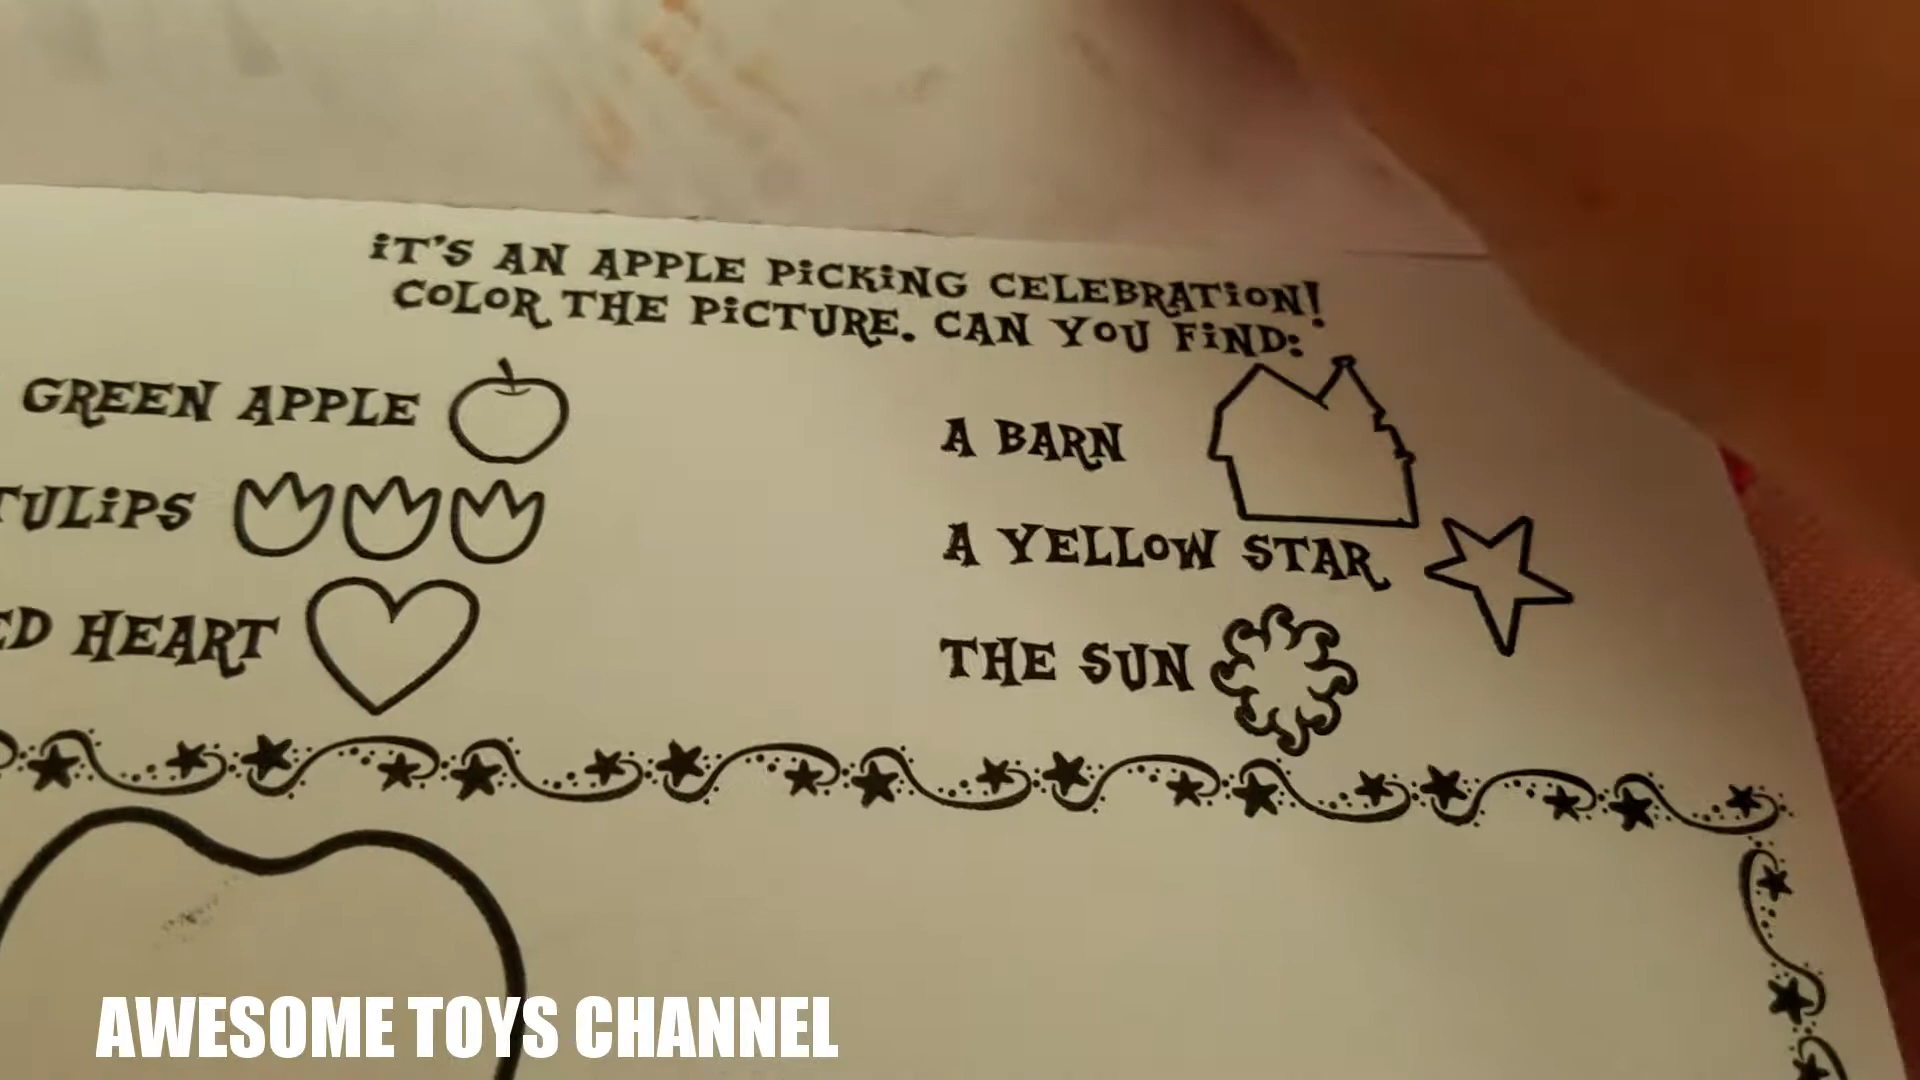 iT'S AN APPLE PiCKiNG CELEBRATiON!
COLOR THE PiCTURE. CAN YOU FiND:
GREEN APPLE
TULiPS
HEART
A BARN
A YELLOW STAR
THE SUN
AWESOME TOYS CHANNEL